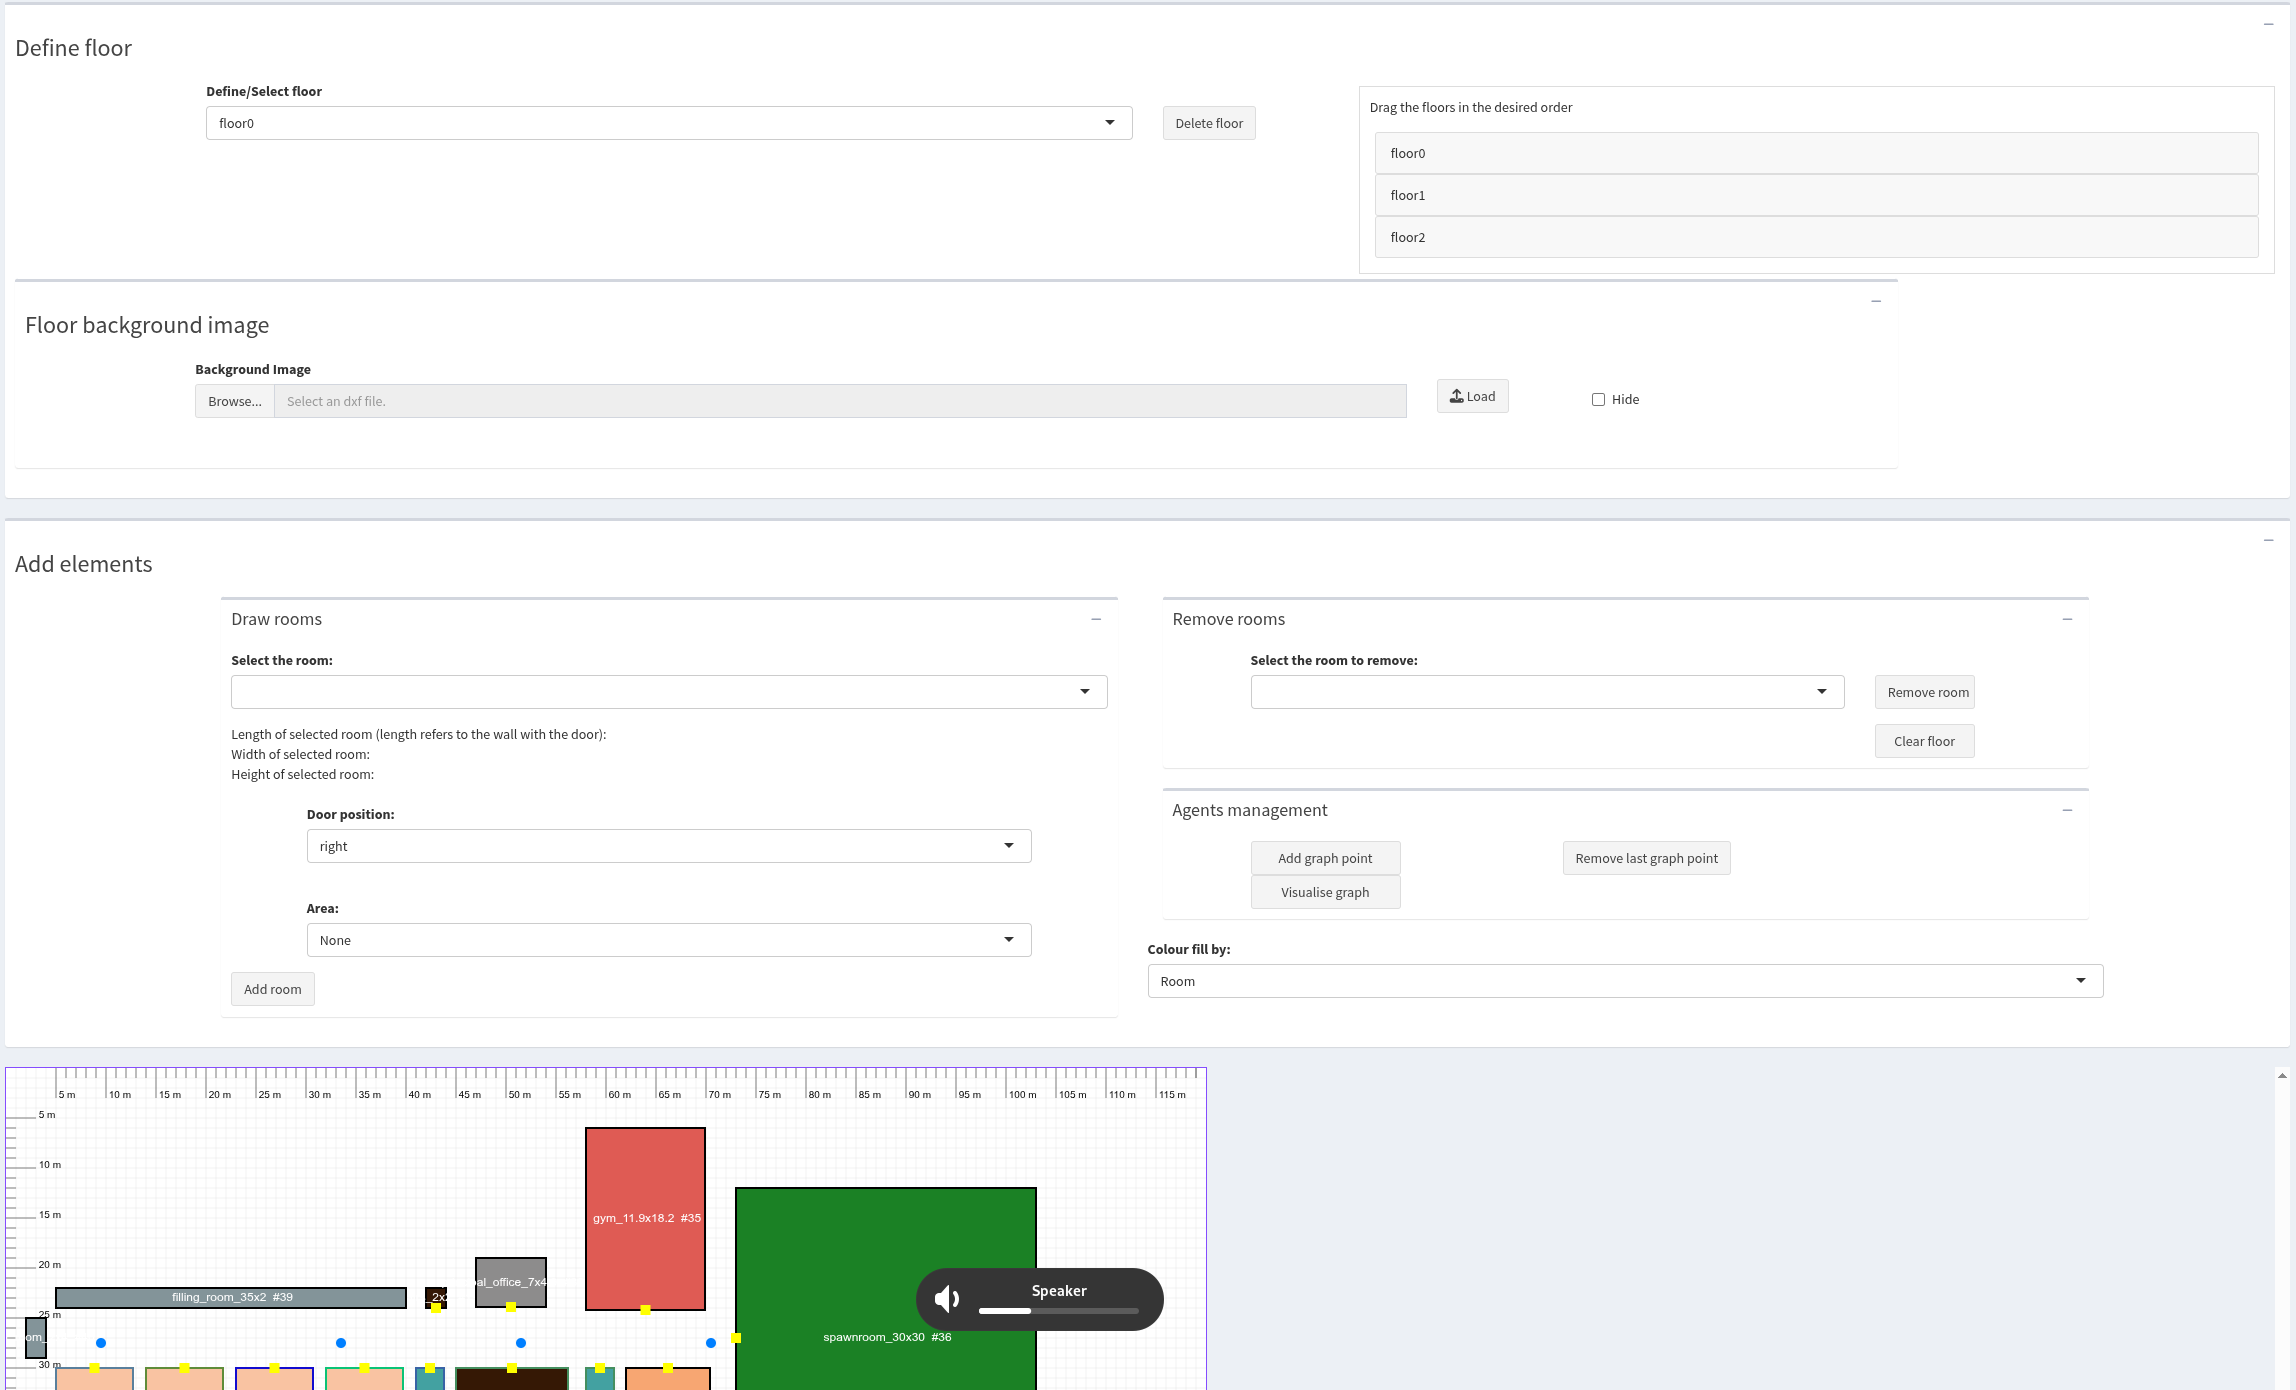 Define floor
Define/Select floor
floor0
Delete floor
Drag the floors in the desired order
floor0
floor1
floor2
Floor background image
Background Image
Browse...
Select an dxf file.
Load
Hide
Add elements
Draw rooms
Select the room:
Length of selected room (length refers to the wall with the door):
Width of selected room:
Height of selected room:
Door position:
right
Area:
None
Add room
Remove rooms
Select the room to remove:
Remove room
Clear floor
Agents management
Add graph point
Remove last graph point
Visualise graph
Colour fill by:
Room
5 m 10 m 15 m 20 m 25 m 30 m 35 m 40 m 45 m 50 m 55 m 60 m 65 m 70 m 75 m 80 m 85 m 90 m 95 m 100 m 105 m 110 m 115 m
5 m
10 m
15 m
gym_11.9x18.2 #35
20 m
al_office_7x4
filling_room_35x2 #39
25 m
Speaker
spawnroom_30x30 #36
30 m